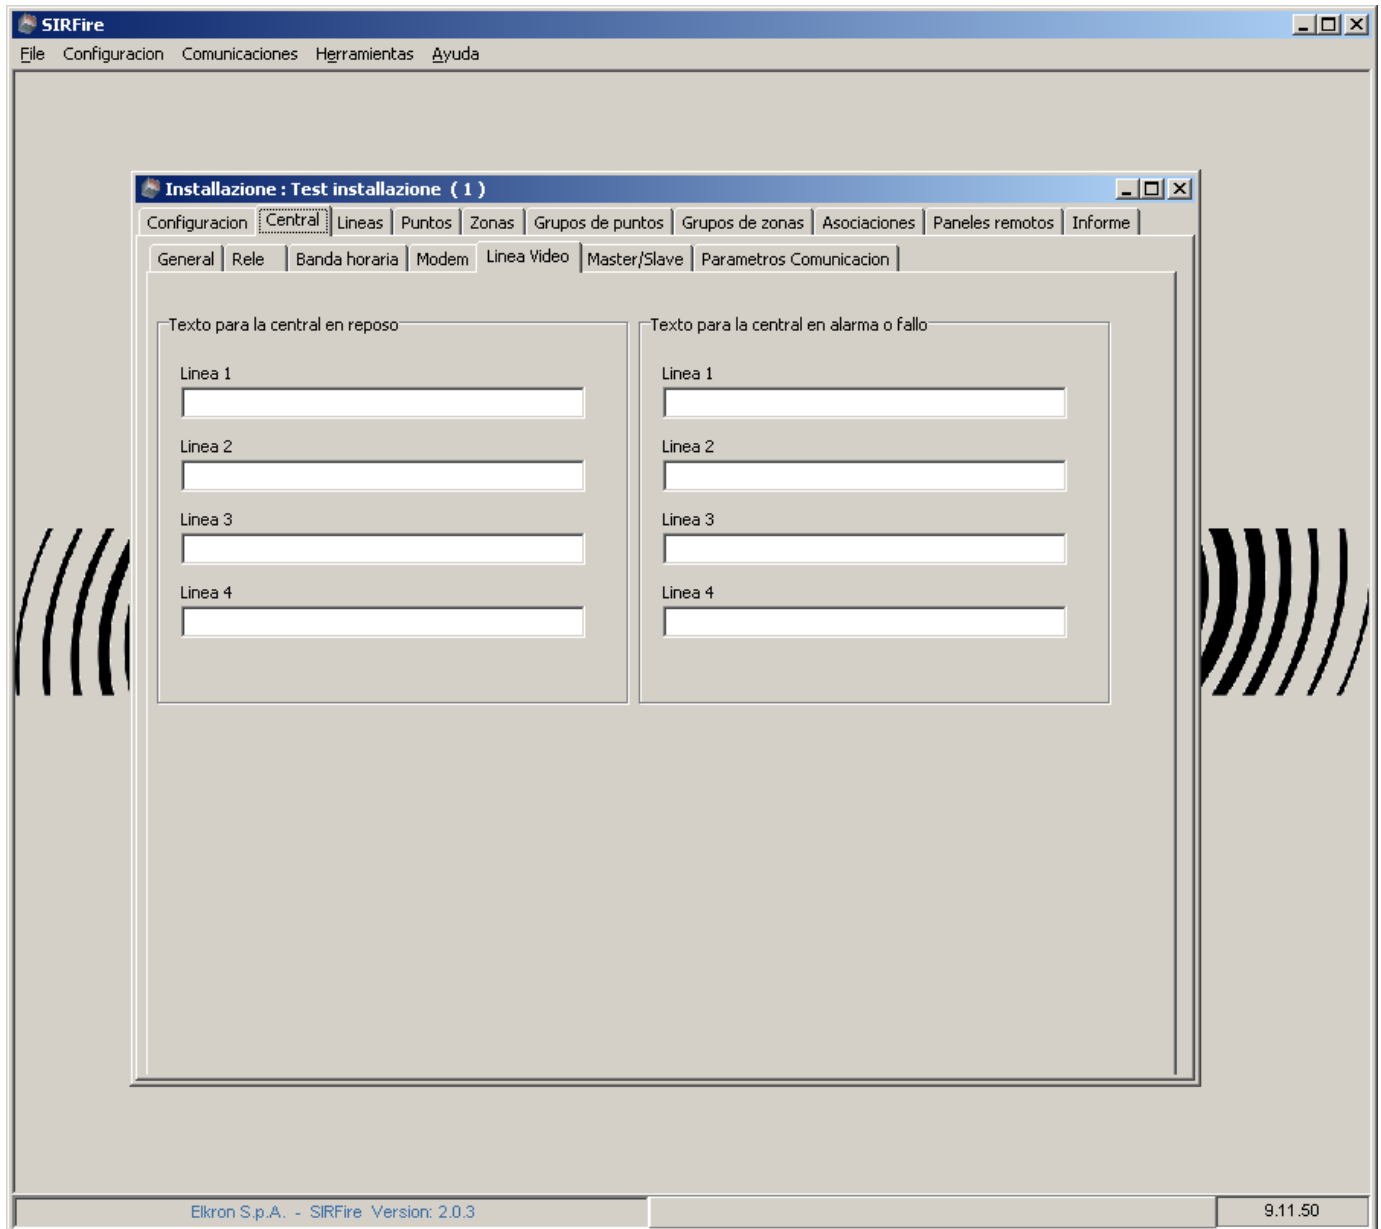 SIRFire
File Configuracion Comunicaciones Herramientas Ayuda
Installazione : Test installazione ( 1 )
Configuracion Central Lineas Puntos Zonas Grupos de puntos Grupos de zonas Asociaciones Paneles remotos Informe
General Rele Banda horaria Modem Linea Video Master/Slave Parametros Comunicacion
Texto para la central en reposo
Linea 1
Linea 2
Linea 3
Linea 4
Texto para la central en alarma o fallo
Linea 1
Linea 2
Linea 3
Linea 4
Elkron S.p.A. - SIRFire Version: 2.0.3
9.11.50